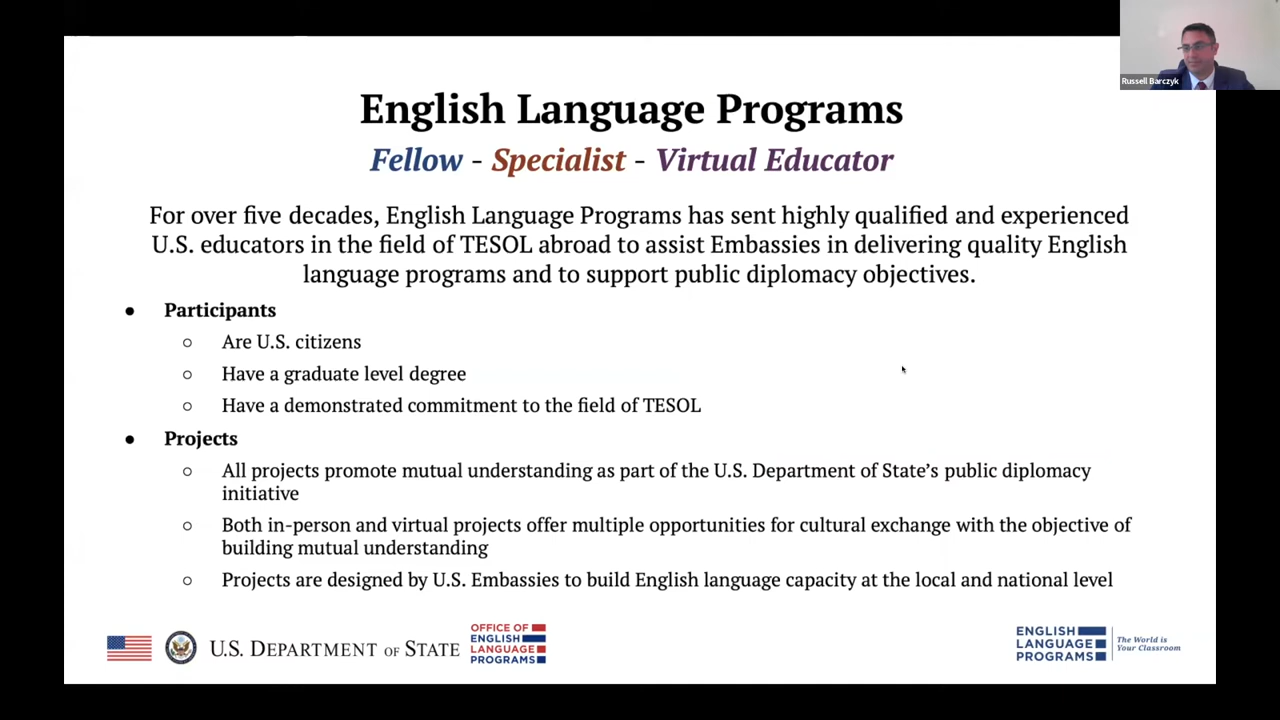 Russell Barczyk
English Language Programs
Fellow - Specialist - Virtual Educator
For over five decades, English Language Programs has sent highly qualified and experienced
U.S. educators in the field of TESOL abroad to assist Embassies in delivering quality English
language programs and to support public diplomacy objectives.
● Participants
○ Are U.S. citizens
○ Have a graduate level degree
○ Have a demonstrated commitment to the field of TESOL
● Projects
○ All projects promote mutual understanding as part of the U.S. Department of State’s public diplomacy
initiative
○ Both in-person and virtual projects offer multiple opportunities for cultural exchange with the objective of
building mutual understanding
○ Projects are designed by U.S. Embassies to build English language capacity at the local and national level
U.S. DEPARTMENT OF STATE
OFFICE OF
ENGLISH
LANGUAGE
PROGRAMS
ENGLISH
LANGUAGE
PROGRAMS
The World is
Your Classroom